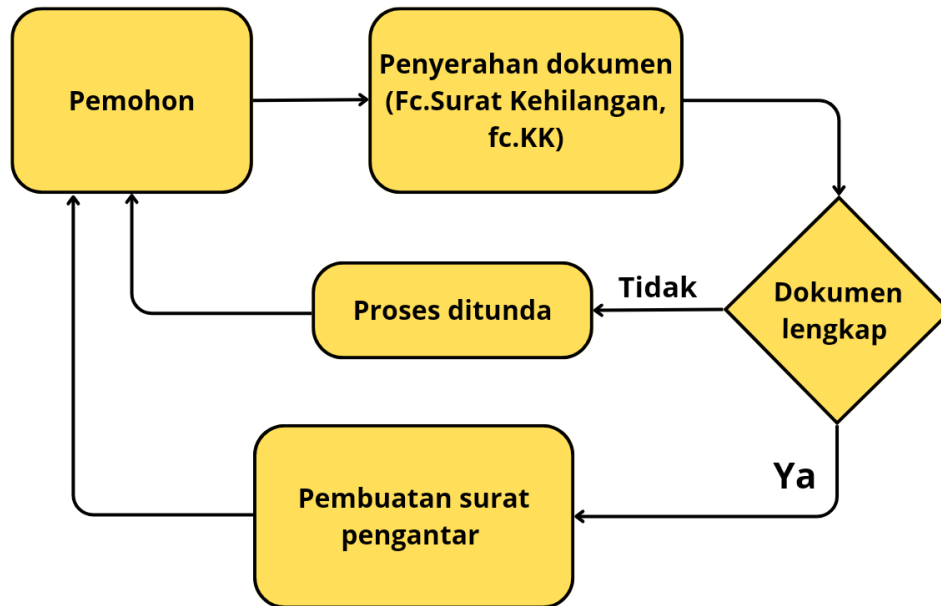 Pemohon
Penyerahan dokumen
(Fc.Surat Kehilangan,
fc.KK)
Dokumen
lengkap
Tidak
Proses ditunda
Ya
Pembuatan surat
pengantar